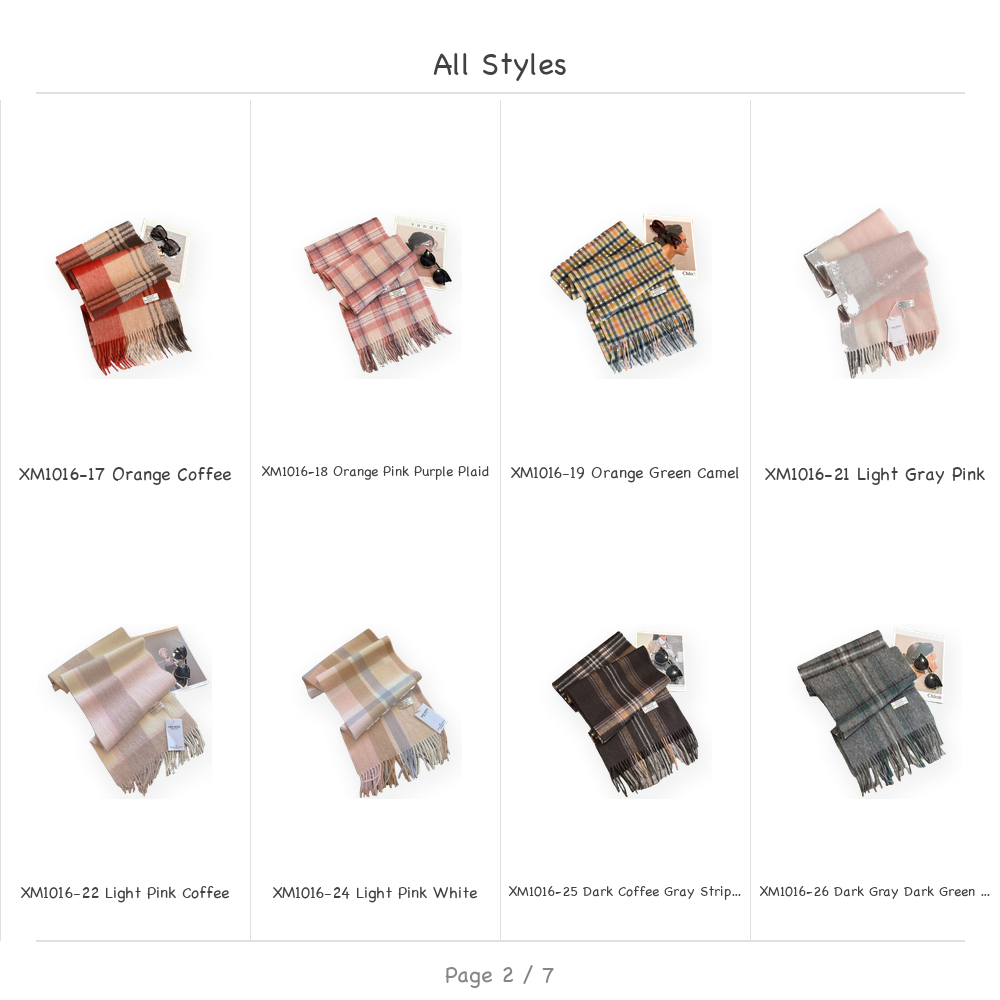 All Styles
XM1016-17 Orange Coffee
XM1016-18 Orange Pink Purple Plaid
XM1016-19 Orange Green Camel
XM1016-21 Light Gray Pink
XM1016-22 Light Pink Coffee
XM1016-24 Light Pink White
XM1016-25 Dark Coffee Gray Strip...
XM1016-26 Dark Gray Dark Green ...
Page 2 / 7